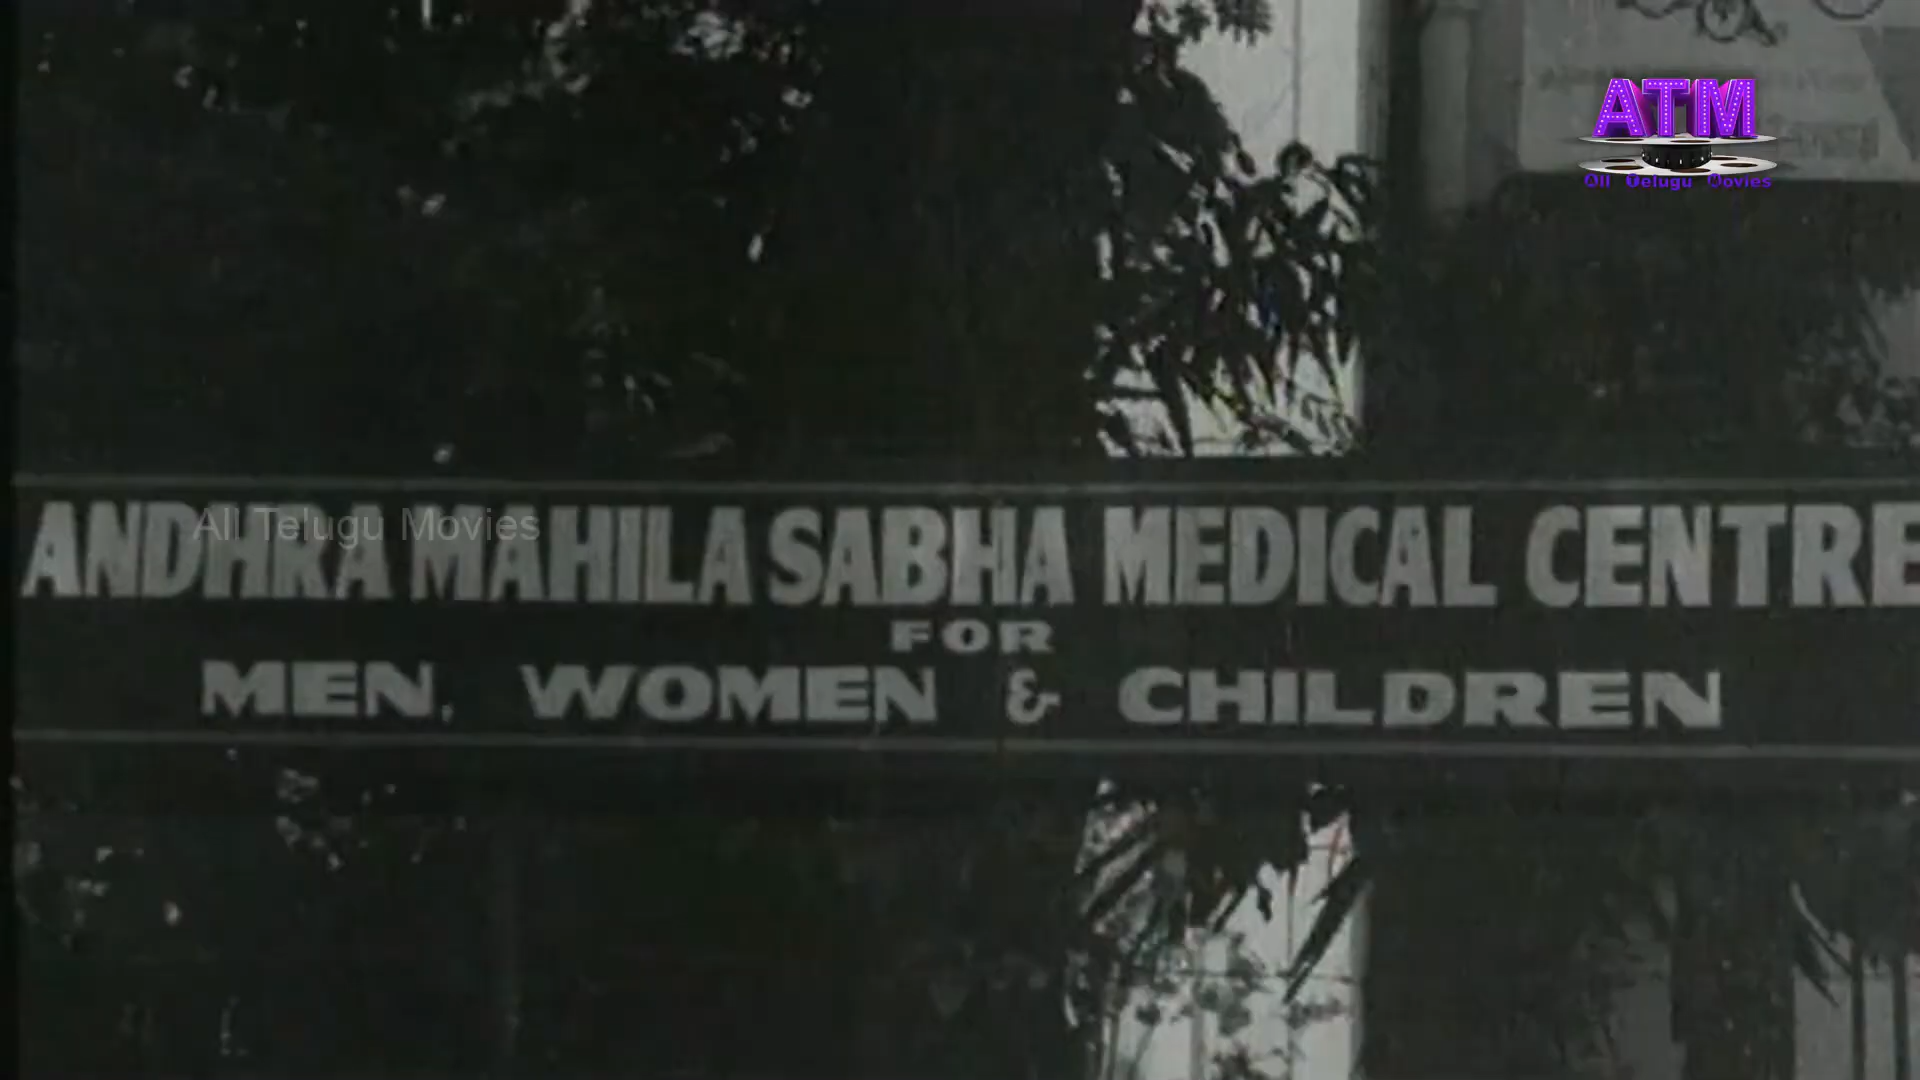 ATM
All Telugu Movies
ANDHRA MAHILA SABHA MEDICAL CENTRE
All Telugu Movies
FOR
MEN, WOMEN & CHILDREN